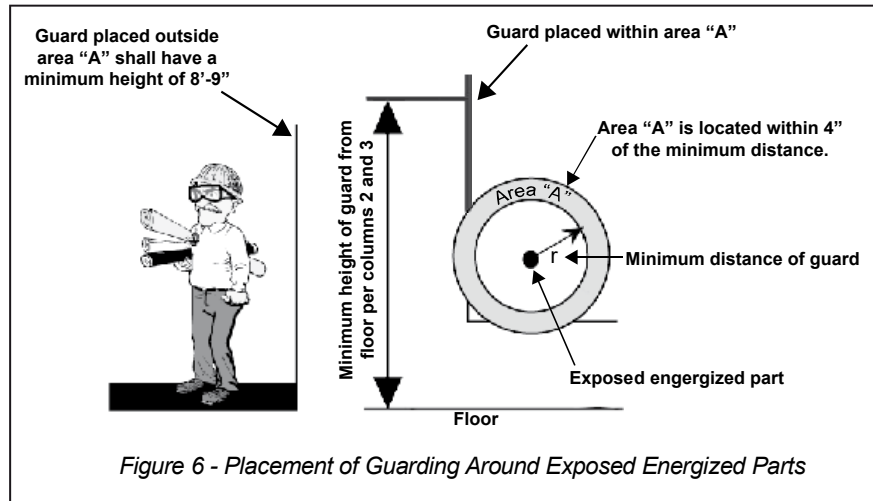 Guard placed outside
area “A” shall have a
minimum height of 8’-9”
Guard placed within area “A”
Minimum height of guard from
floor per columns 2 and 3
Area “A” is located within 4”
of the minimum distance.
Area “A”
r
Minimum distance of guard
Exposed engergized part
Floor
Figure 6 - Placement of Guarding Around Exposed Energized Parts